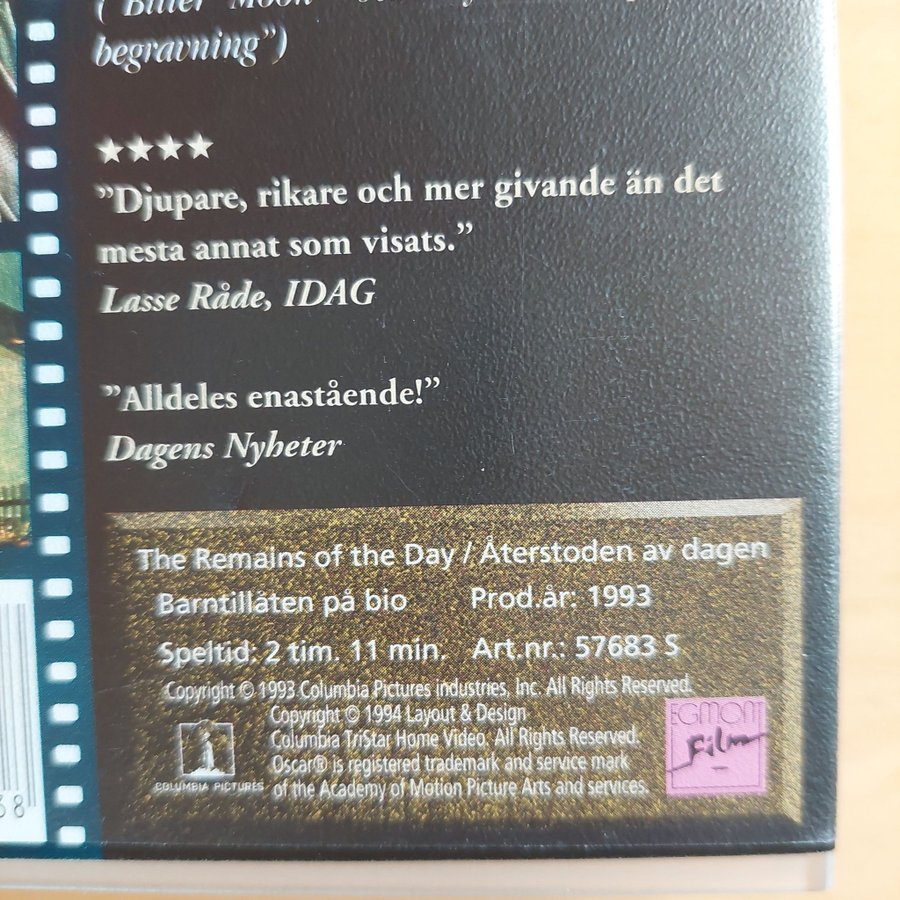 ("Bitter Moon"
begravning")
★★★★
"Djupare, rikare och mer givande än det
mesta annat som visats."
Lasse Råde, IDAG
"Alldeles enastående!"
Dagens Nyheter
The Remains of the Day / Återstoden av dagen
Barntillåten på bio Prod.år: 1993
Speltid: 2 tim. 11 min. Art.nr.: 57683 S
Copyright © 1993 Columbia Pictures industries, Inc. All Rights Reserved.
Copyright © 1994 Layout & Design
Columbia TriStar Home Video. All Rights Reserved.
Oscar® is registered trademark and service mark
of the Academy of Motion Picture Arts and services.
COLUMBIA PICTURES
EGMONT
Film